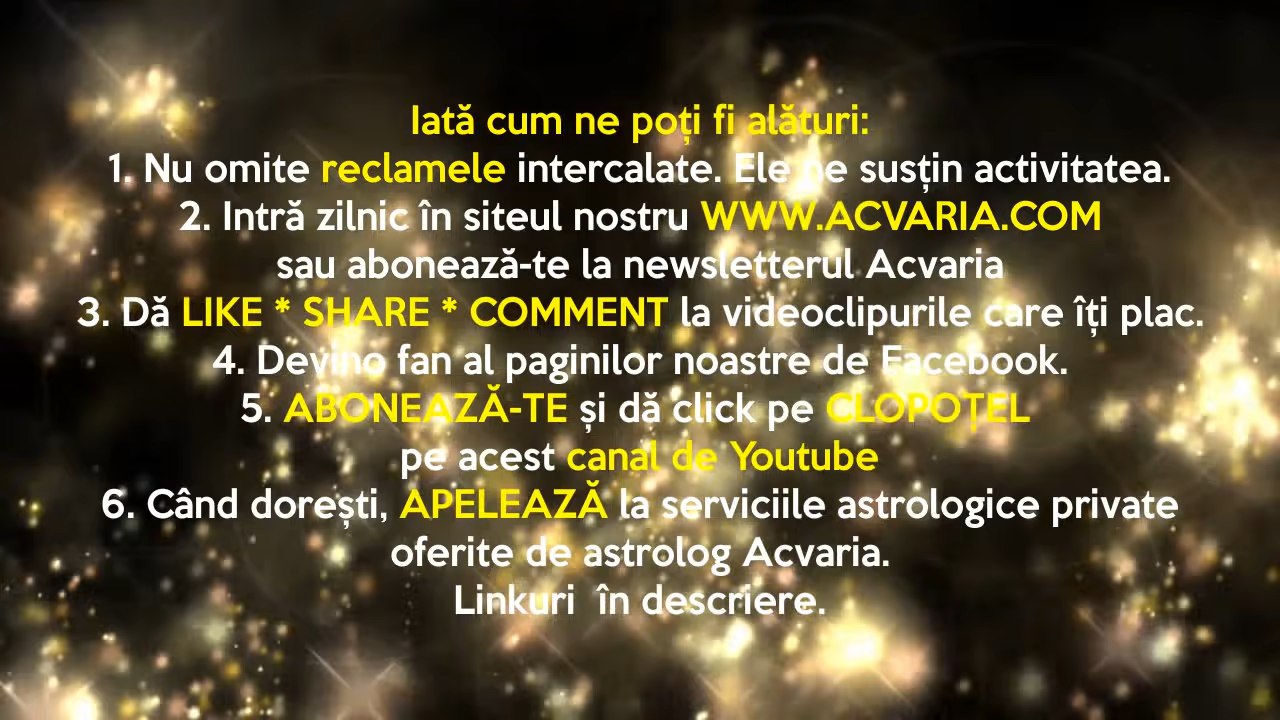 Iată cum ne poți fi alături:
1. Nu omite reclamele intercalate. Ele ne susțin activitatea.
2. Intră zilnic în siteul nostru WWW.ACVARIA.COM
sau abonează-te la newsletterul Acvaria
3. Dă LIKE * SHARE * COMMENT la videoclipurile care îți plac.
4. Devino fan al paginilor noastre de Facebook.
5. ABONEAZĂ-TE și dă click pe CLOPOȚEL
pe acest canal de Youtube
6. Când dorești, APELEAZĂ la serviciile astrologice private
oferite de astrolog Acvaria.
Linkuri în descriere.